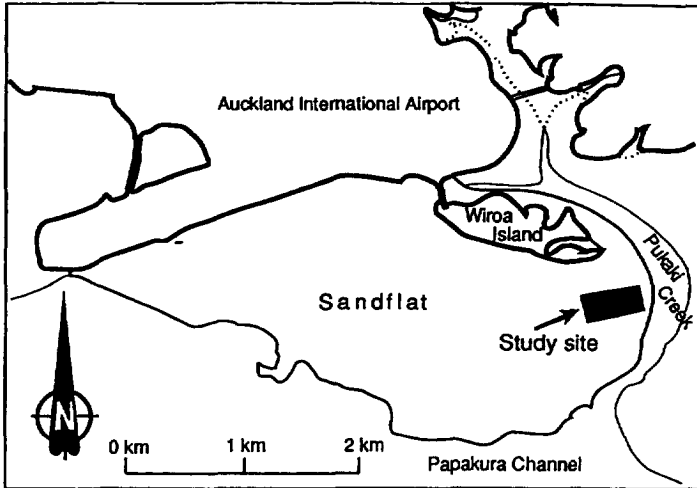 Auckland International Airport
Wiroa
Island
Pukaki
Creek
Sandflat
Study site
N
0 km
1 km
2 km
Papakura Channel